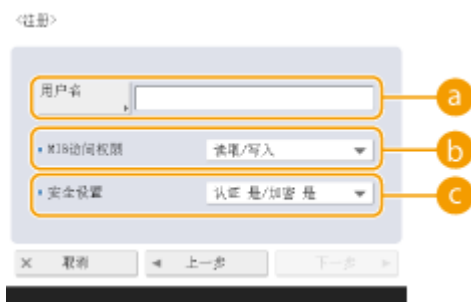 <注册>
用户名
a
MIB访问权限
读取/写入
b
安全设置
认证 是/加密 是
c
取消
上一步
下一步